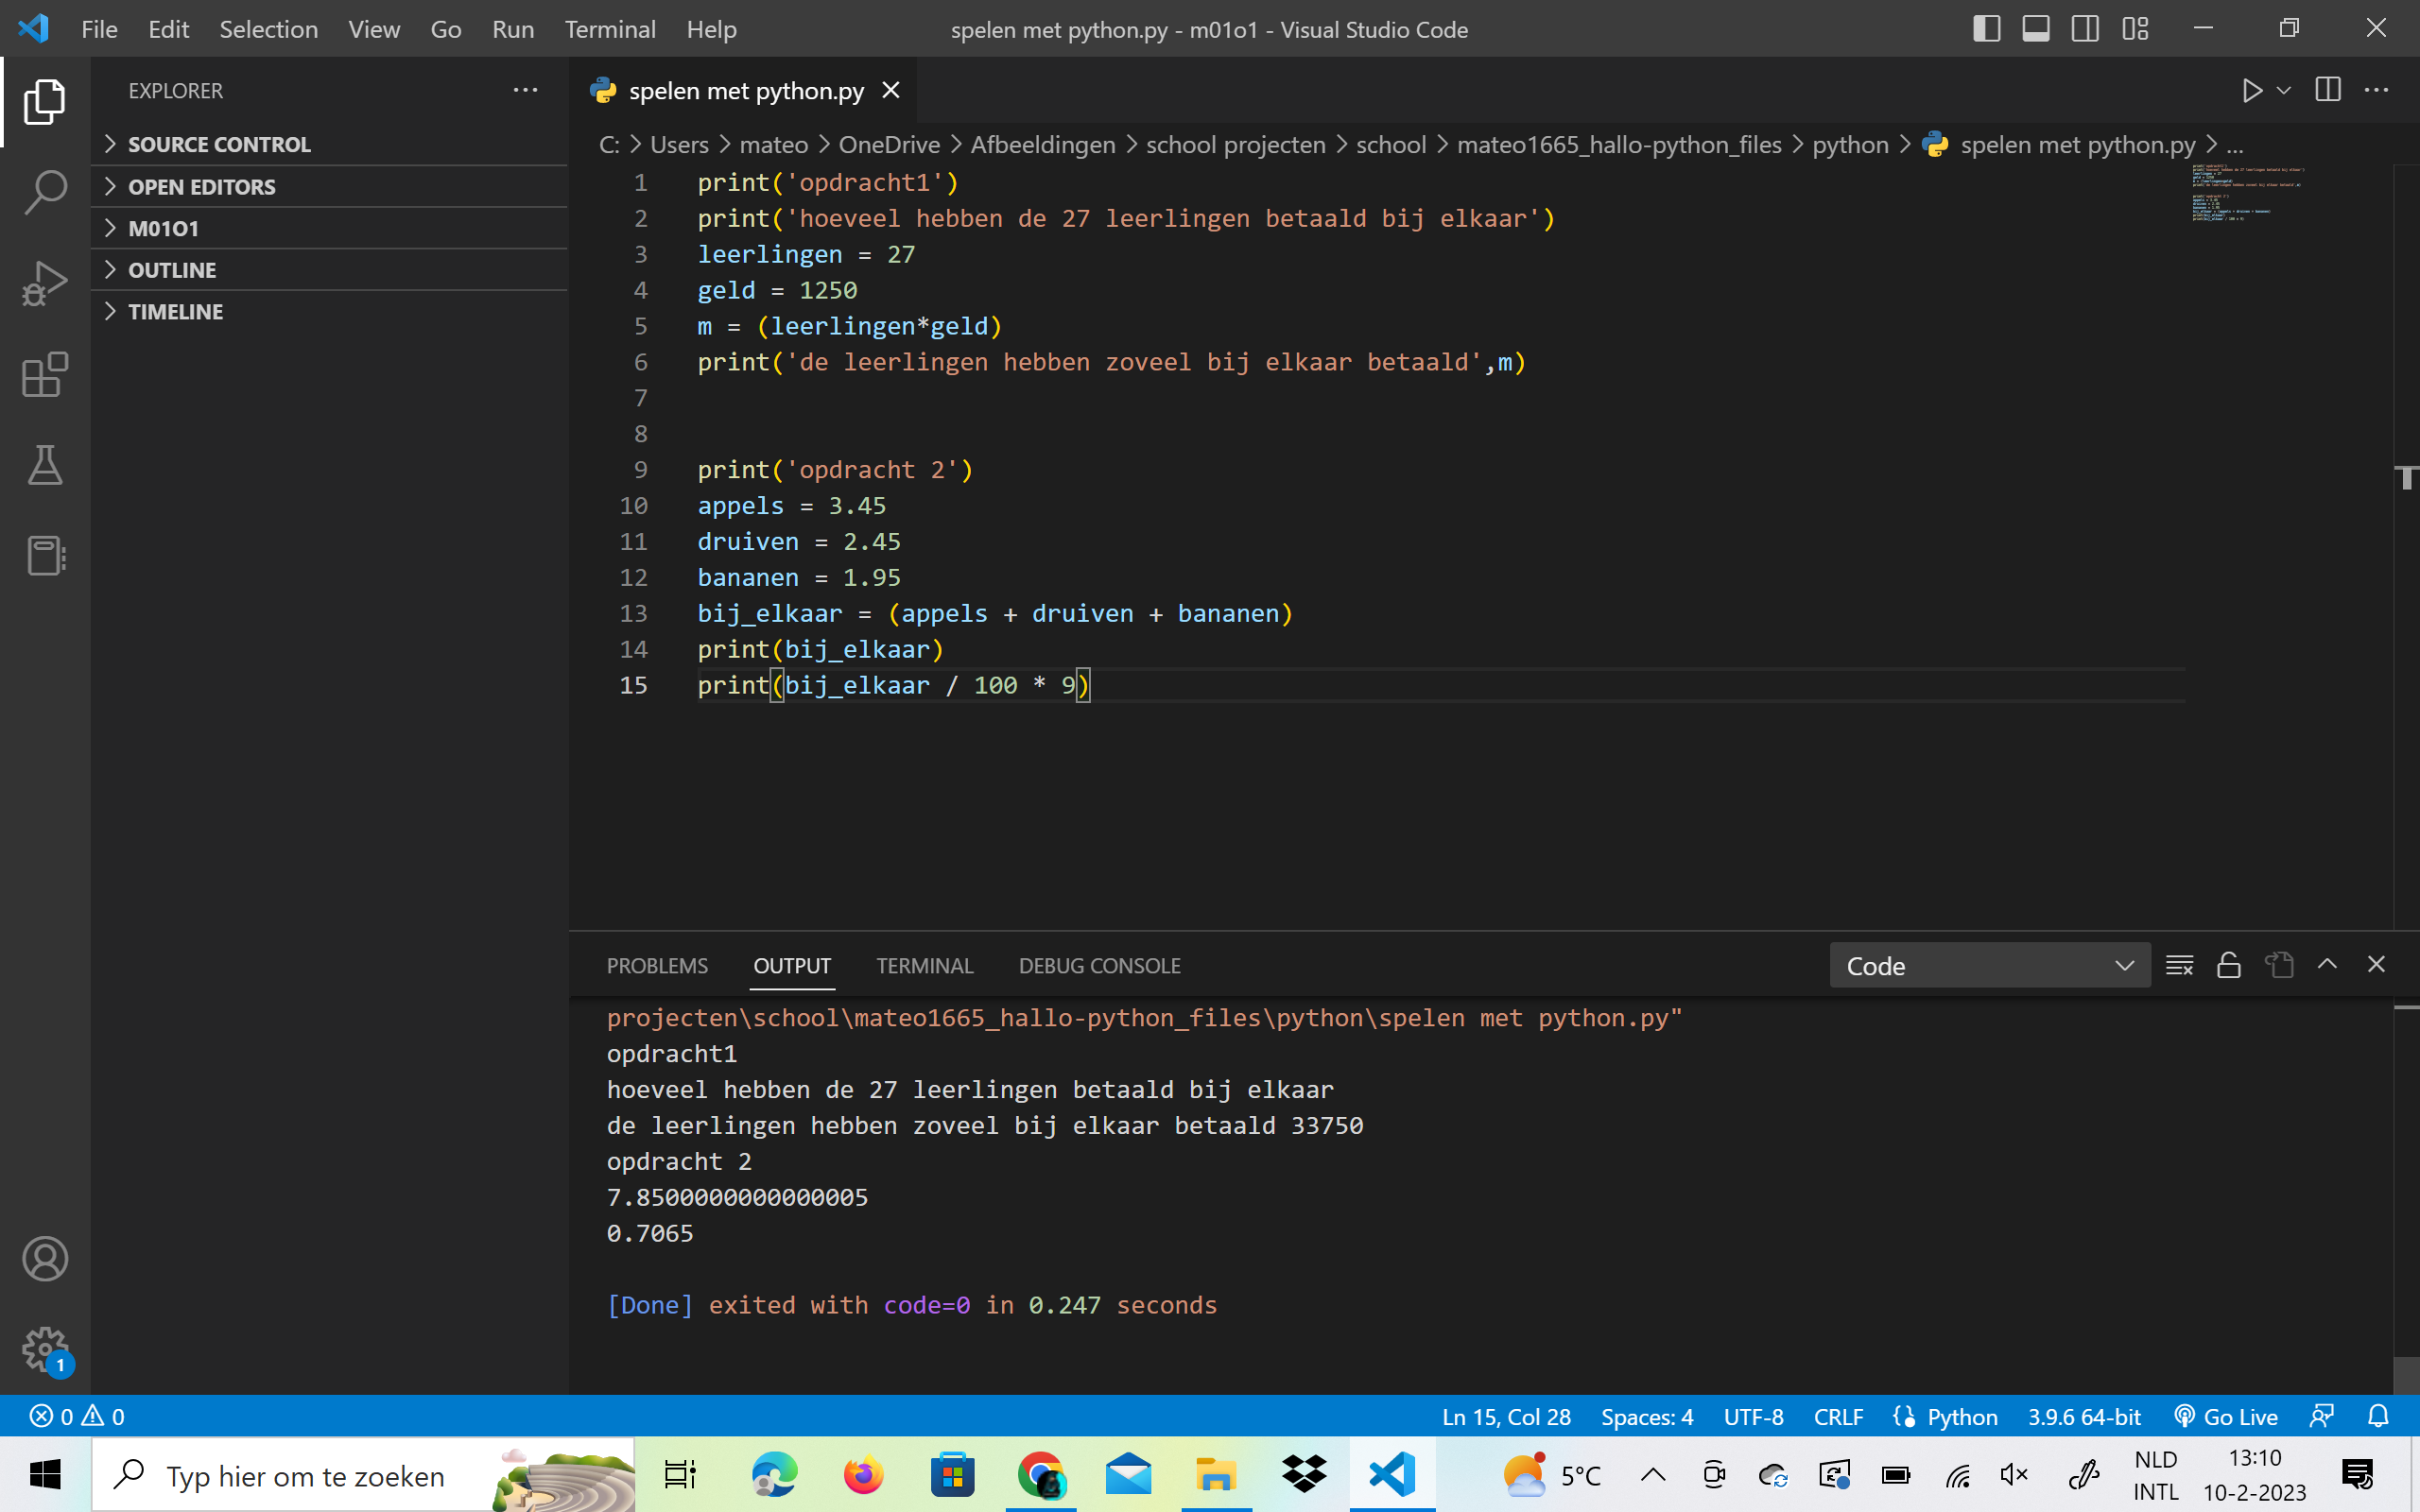 File Edit Selection View Go Run Terminal Help
spelen met python.py - m01o1 - Visual Studio Code
EXPLORER
SOURCE CONTROL
OPEN EDITORS
M01O1
OUTLINE
TIMELINE
spelen met python.py
C: > Users > mateo > OneDrive > Afbeeldingen > school projecten > school > mateo1665_hallo-python_files > python > spelen met python.py > ...
1 print('opdracht1')
2 print('hoeveel hebben de 27 leerlingen betaald bij elkaar')
3 leerlingen = 27
4 geld = 1250
5 m = (leerlingen*geld)
6 print('de leerlingen hebben zoveel bij elkaar betaald',m)
7
8
9 print('opdracht 2')
10 appels = 3.45
11 druiven = 2.45
12 bananen = 1.95
13 bij_elkaar = (appels + druiven + bananen)
14 print(bij_elkaar)
15 print(bij_elkaar / 100 * 9)
PROBLEMS OUTPUT TERMINAL DEBUG CONSOLE
Code
projecten\school\mateo1665_hallo-python_files\python\spelen met python.py"
opdracht1
hoeveel hebben de 27 leerlingen betaald bij elkaar
de leerlingen hebben zoveel bij elkaar betaald 33750
opdracht 2
7.8500000000000005
0.7065
[Done] exited with code=0 in 0.247 seconds
1
0 0
Ln 15, Col 28 Spaces: 4 UTF-8 CRLF Python 3.9.6 64-bit Go Live
Typ hier om te zoeken
5°C
NLD
INTL
13:10
10-2-2023